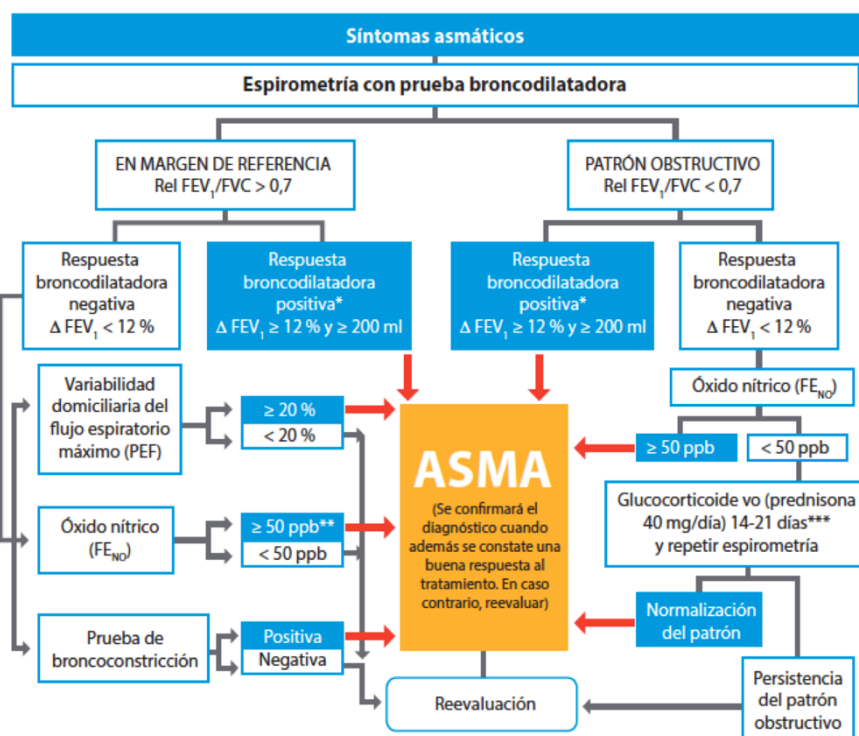 Síntomas asmáticos
Espirometría con prueba broncodilatadora
EN MARGEN DE REFERENCIA
Rel FEV₁/FVC > 0,7
PATRÓN OBSTRUCTIVO
Rel FEV₁/FVC < 0,7
Respuesta
broncodilatadora
negativa
Δ FEV₁ < 12 %
Respuesta
broncodilatadora
positiva*
Δ FEV₁ ≥ 12 % y ≥ 200 ml
Respuesta
broncodilatadora
positiva*
Δ FEV₁ ≥ 12 % y ≥ 200 ml
Respuesta
broncodilatadora
negativa
Δ FEV₁ < 12 %
Variabilidad
domiciliaria del
flujo espiratorio
máximo (PEF)
≥ 20 %
< 20 %
Óxido nítrico
(FE_NO)
≥ 50 ppb**
< 50 ppb
Prueba de
broncoconstricción
Positiva
Negativa
ASMA
(Se confirmará el
diagnóstico cuando
además se constate una
buena respuesta al
tratamiento. En caso
contrario, reevaluar)
Óxido nítrico (FE_NO)
≥ 50 ppb
< 50 ppb
Glucocorticoide vo (prednisona
40 mg/día) 14-21 días***
y repetir espirometría
Normalización
del patrón
Persistencia
del patrón
obstructivo
Reevaluación